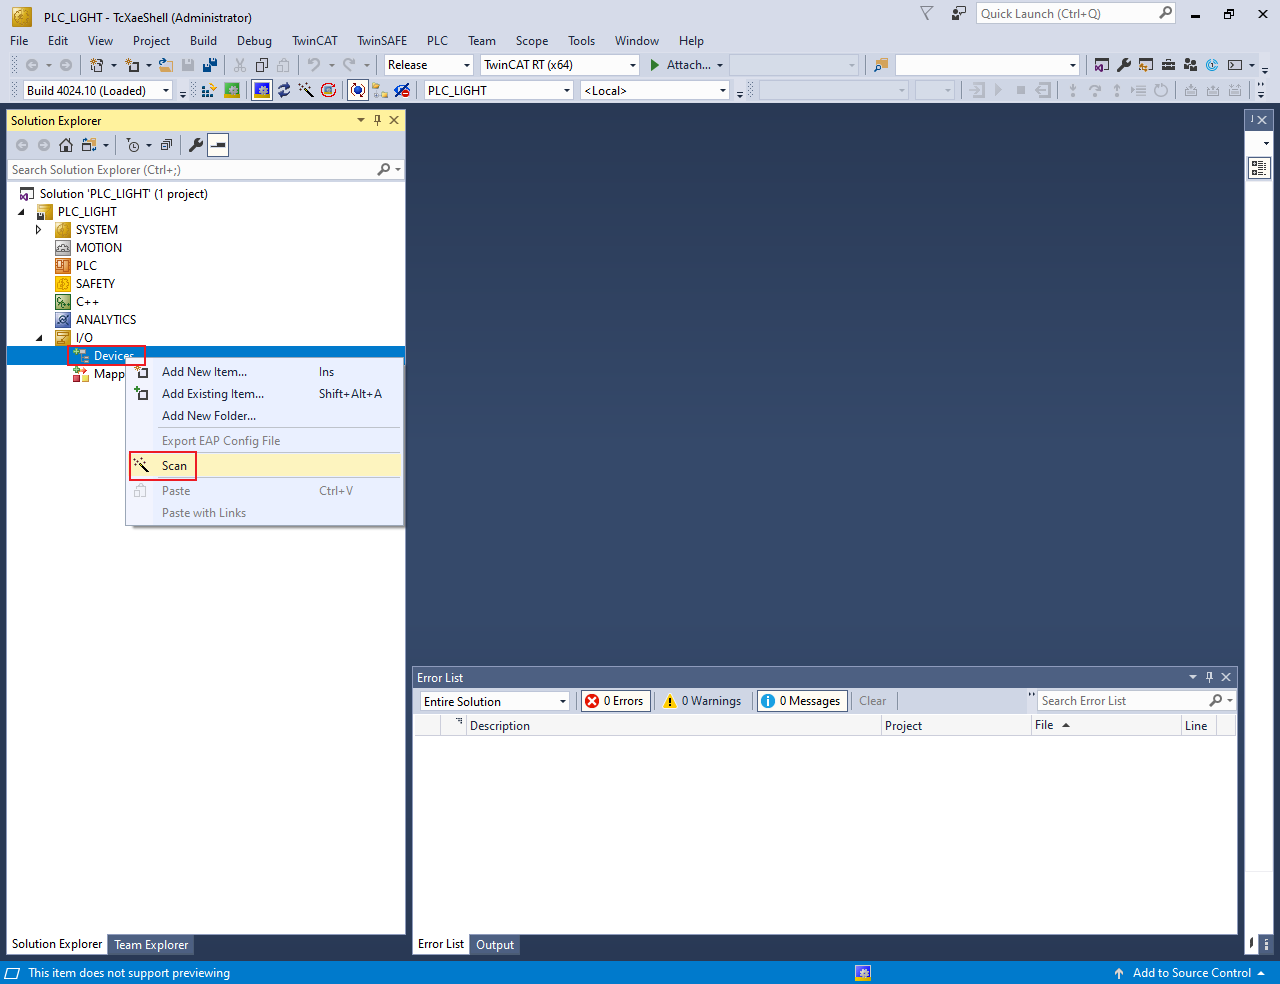 PLC_LIGHT - TcXaeShell (Administrator)
Quick Launch (Ctrl+Q)
File Edit View Project Build Debug TwinCAT TwinSAFE PLC Team Scope Tools Window Help
Release TwinCAT RT (x64) Attach...
Build 4024.10 (Loaded) PLC_LIGHT <Local>
Solution Explorer
Search Solution Explorer (Ctrl+;)
Solution 'PLC_LIGHT' (1 project)
PLC_LIGHT
SYSTEM
MOTION
PLC
SAFETY
C++
ANALYTICS
I/O
Devices
Mapp
Add New Item... Ins
Add Existing Item... Shift+Alt+A
Add New Folder...
Export EAP Config File
Scan
Paste Ctrl+V
Paste with Links
Error List
Entire Solution 0 Errors 0 Warnings 0 Messages Clear Search Error List
Description Project File Line
Solution Explorer Team Explorer
Error List Output
This item does not support previewing
Add to Source Control